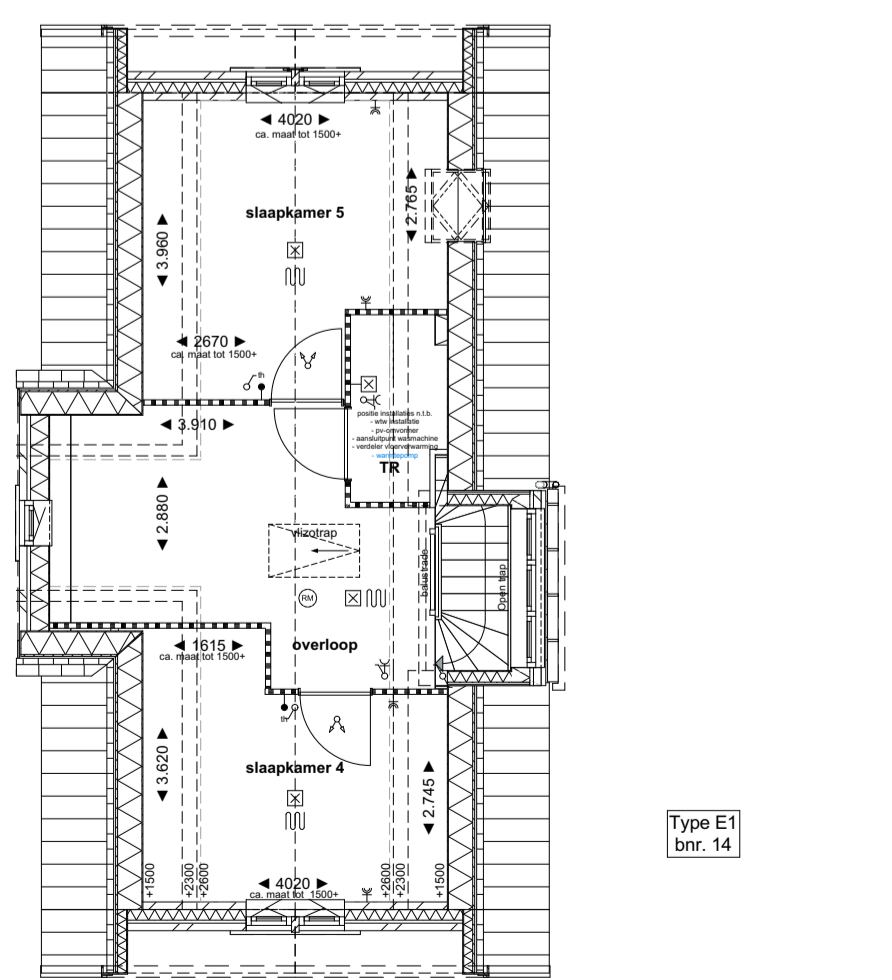 ◄ 4020 ►
ca. maat tot 1500+
◄ 2.765 ►
slaapkamer 5
◄ 3.960 ►
◄ 2670 ►
ca. maat tot 1500+
th
◄ 3.910 ►
positie installaties n.t.b.
- wtw installatie
- pv-omvormer
- aansluitpunt wasmachine
- verdeler vloerverwarming
- warmtepomp
TR
◄ 2.880 ►
vlizotrap
balustrade
Open trap
RM
overloop
◄ 1615 ►
ca. maat tot 1500+
th
◄ 3.620 ►
slaapkamer 4
◄ 2.745 ►
Type E1
bnr. 14
+1500
+2300
+2600
◄ 4020 ►
ca. maat tot 1500+
+2600
+2300
+1500